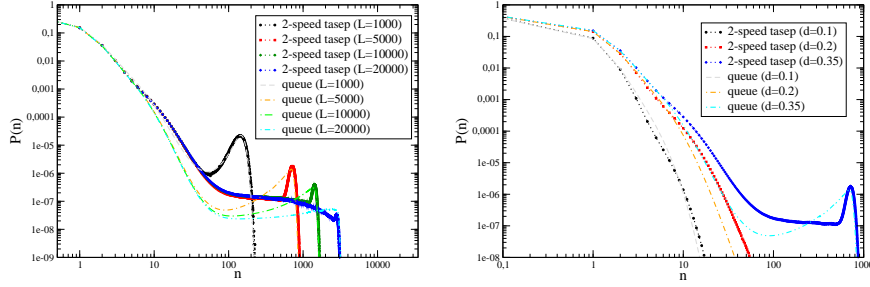 1
0,1
0,01
0,001
0,0001
1e-05
1e-06
1e-07
1e-08
1e-09
P(n)
1
10
100
1000
10000
n
2-speed tasep (L=1000)
2-speed tasep (L=5000)
2-speed tasep (L=10000)
2-speed tasep (L=20000)
queue (L=1000)
queue (L=5000)
queue (L=10000)
queue (L=20000)
1
0,1
0,01
0,001
0,0001
1e-05
1e-06
1e-07
1e-08
P(n)
0,1
1
10
100
1000
n
2-speed tasep (d=0.1)
2-speed tasep (d=0.2)
2-speed tasep (d=0.35)
queue (d=0.1)
queue (d=0.2)
queue (d=0.35)